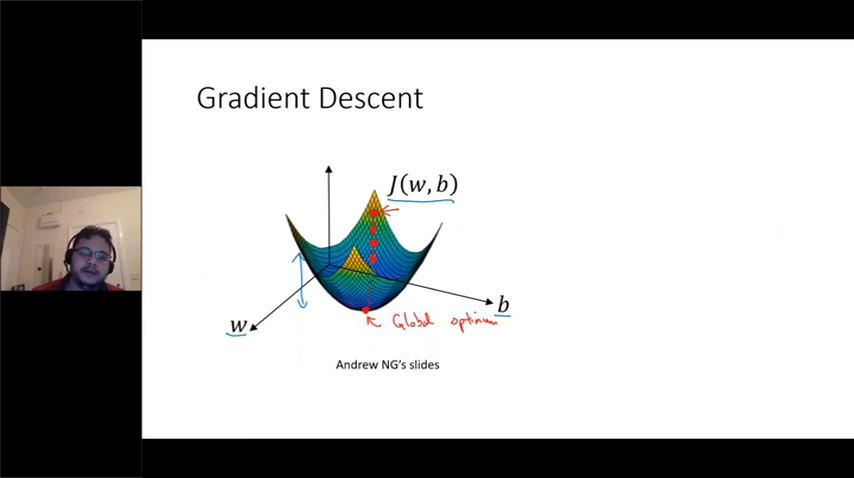 Gradient Descent
J(w, b)
b
w
Global optimum
Andrew NG's slides